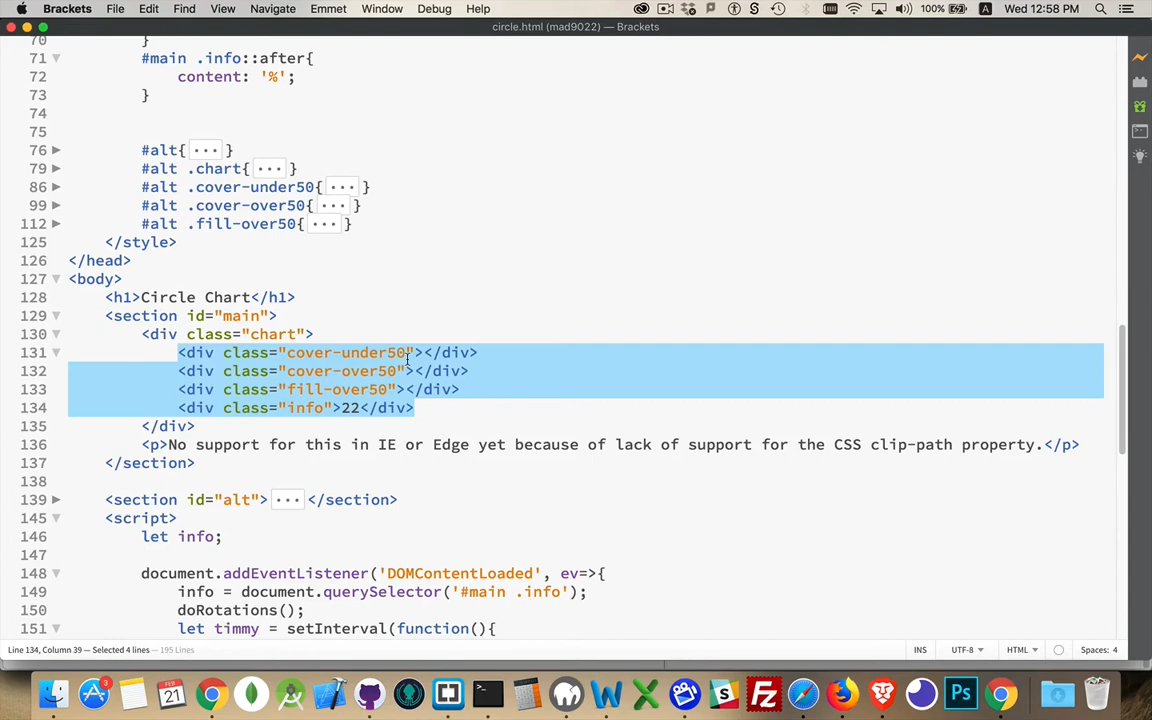 Brackets File Edit Find View Navigate Emmet Window Debug Help 100% A Wed 12:58 PM
circle.html (mad9022) — Brackets
70 }
71 #main .info::after{
72 content: '%';
73 }
74
75
76 #alt{ ... }
79 #alt .chart{ ... }
86 #alt .cover-under50{ ... }
99 #alt .cover-over50{ ... }
112 #alt .fill-over50{ ... }
125 </style>
126 </head>
127 <body>
128 <h1>Circle Chart</h1>
129 <section id="main">
130 <div class="chart">
131 <div class="cover-under50"></div>
132 <div class="cover-over50"></div>
133 <div class="fill-over50"></div>
134 <div class="info">22</div>
135 </div>
136 <p>No support for this in IE or Edge yet because of lack of support for the CSS clip-path property.</p>
137 </section>
138
139 <section id="alt"> ... </section>
145 <script>
146 let info;
147
148 document.addEventListener('DOMContentLoaded', ev=>{
149 info = document.querySelector('#main .info');
150 doRotations();
151 let timmy = setInterval(function(){
Line 134, Column 39 — Selected 4 lines — 195 Lines INS UTF-8 HTML Spaces: 4
3 FEB 21 Ps